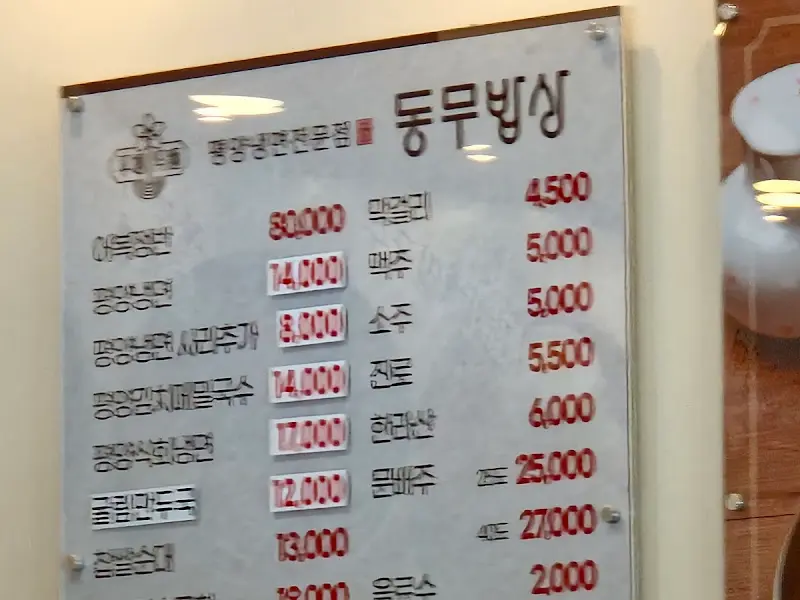 평양냉면전문점 동무밥상
어복쟁반 80,000
평양냉면 14,000
평양냉면 사리추가 8,000
평양김치메밀국수 14,000
평양식회냉면 17,000
굴림만두국 12,000
찹쌀순대 13,000
막걸리 4,500
맥주 5,000
소주 5,000
진로 5,500
한라산 6,000
문배주 25도 25,000
40도 27,000
음료수 2,000